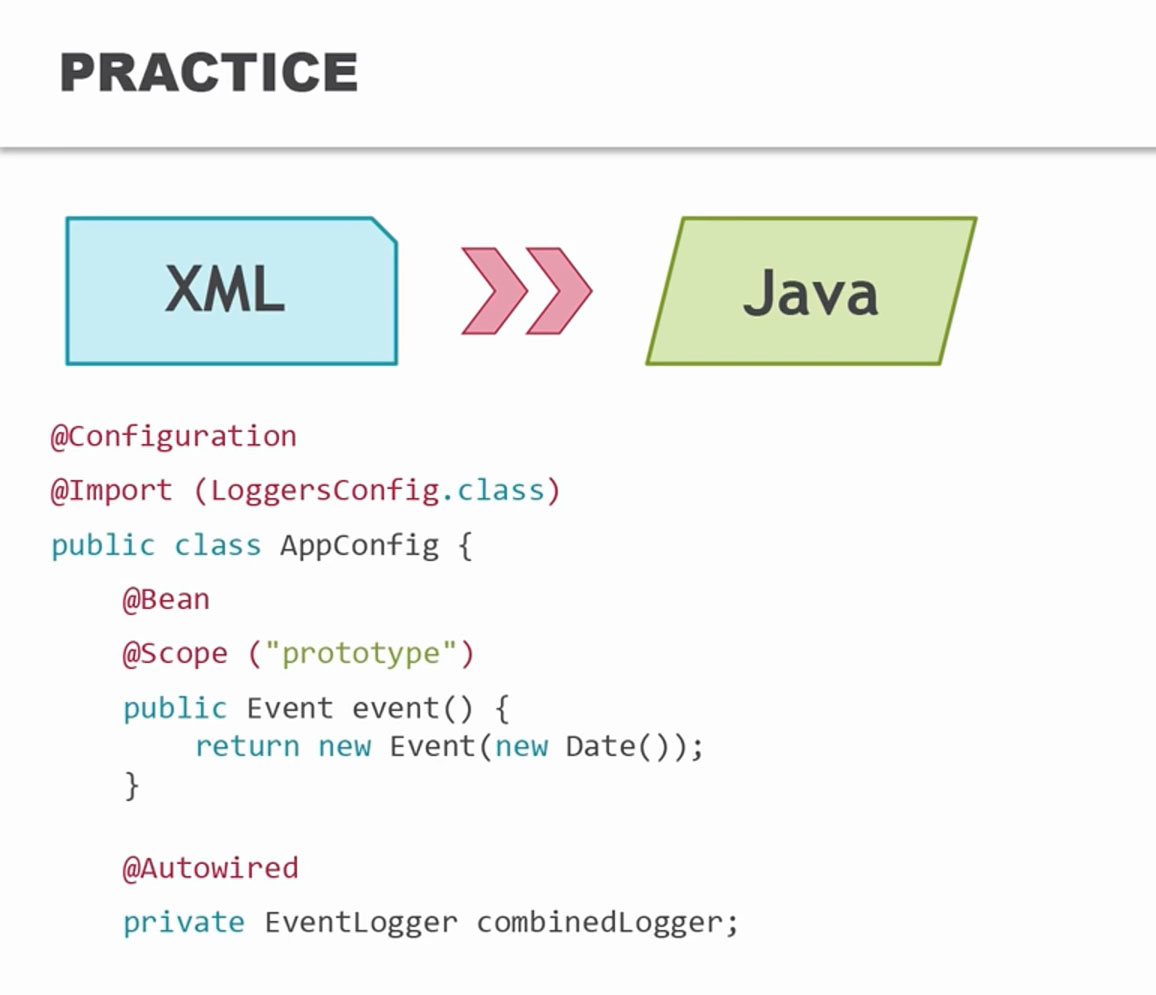 PRACTICE
XML
Java
@Configuration
@Import (LoggersConfig.class)
public class AppConfig {
@Bean
@Scope ("prototype")
public Event event() {
return new Event(new Date());
}
@Autowired
private EventLogger combinedLogger;